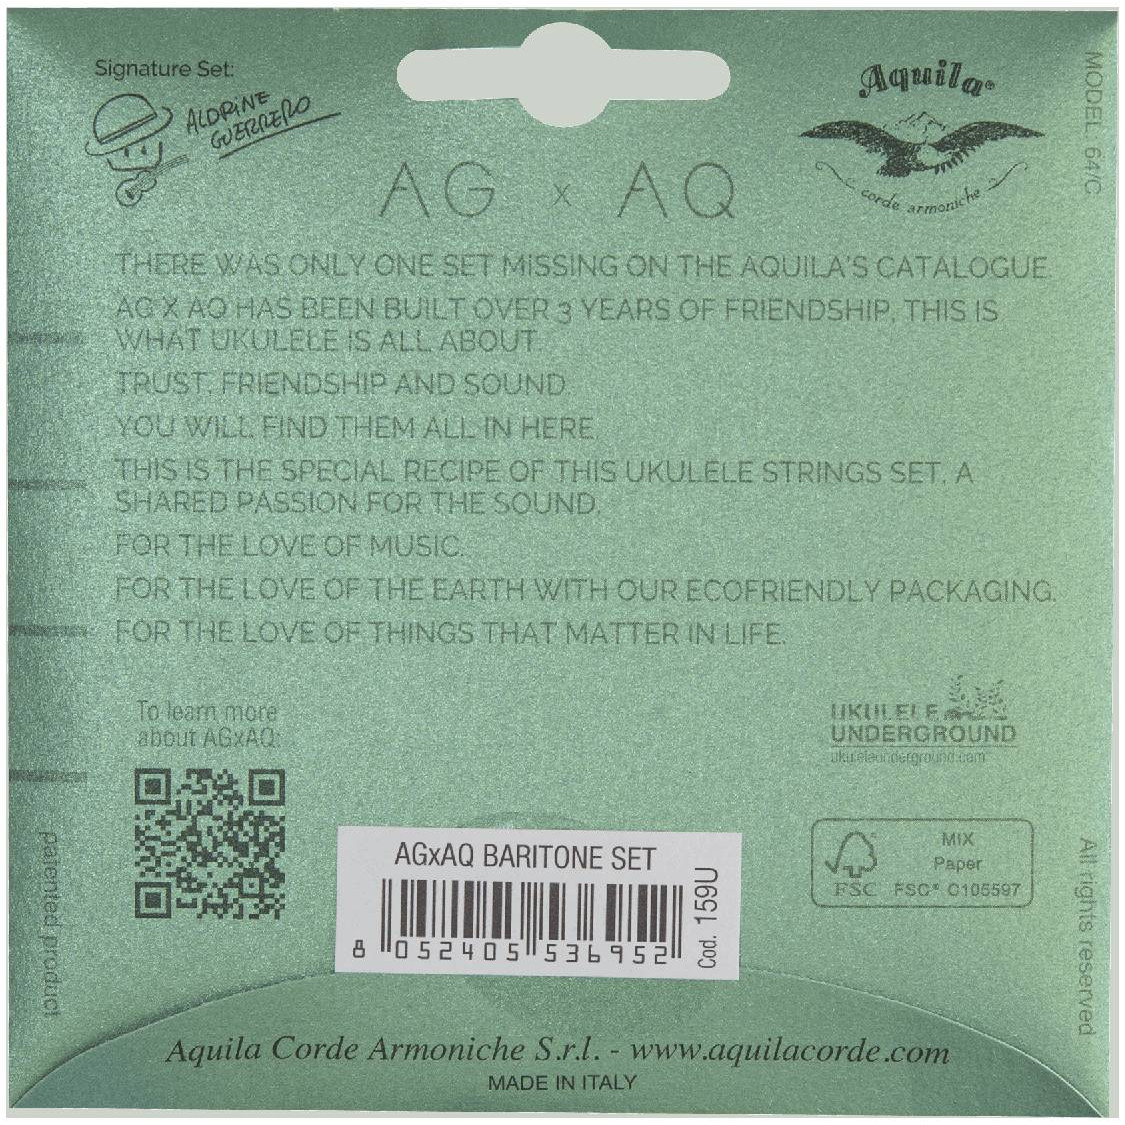 Signature Set:
ALDRINE
GUERRERO
Aquila®
corde armoniche
MODEL 64/C
AG x AQ
THERE WAS ONLY ONE SET MISSING ON THE AQUILA'S CATALOGUE.
AG X AQ HAS BEEN BUILT OVER 3 YEARS OF FRIENDSHIP, THIS IS
WHAT UKULELE IS ALL ABOUT.
TRUST, FRIENDSHIP AND SOUND.
YOU WILL FIND THEM ALL IN HERE.
THIS IS THE SPECIAL RECIPE OF THIS UKULELE STRINGS SET. A
SHARED PASSION FOR THE SOUND.
FOR THE LOVE OF MUSIC.
FOR THE LOVE OF THE EARTH WITH OUR ECOFRIENDLY PACKAGING.
FOR THE LOVE OF THINGS THAT MATTER IN LIFE.
To learn more
about AGxAQ:
UKULELE
UNDERGROUND
ukuleleunderground.com
patented product
AGxAQ BARITONE SET
8 052405 536952
Cod. 159U
FSC
MIX
Paper
FSC® C105597
All rights reserved
Aquila Corde Armoniche S.r.l. - www.aquilacorde.com
MADE IN ITALY